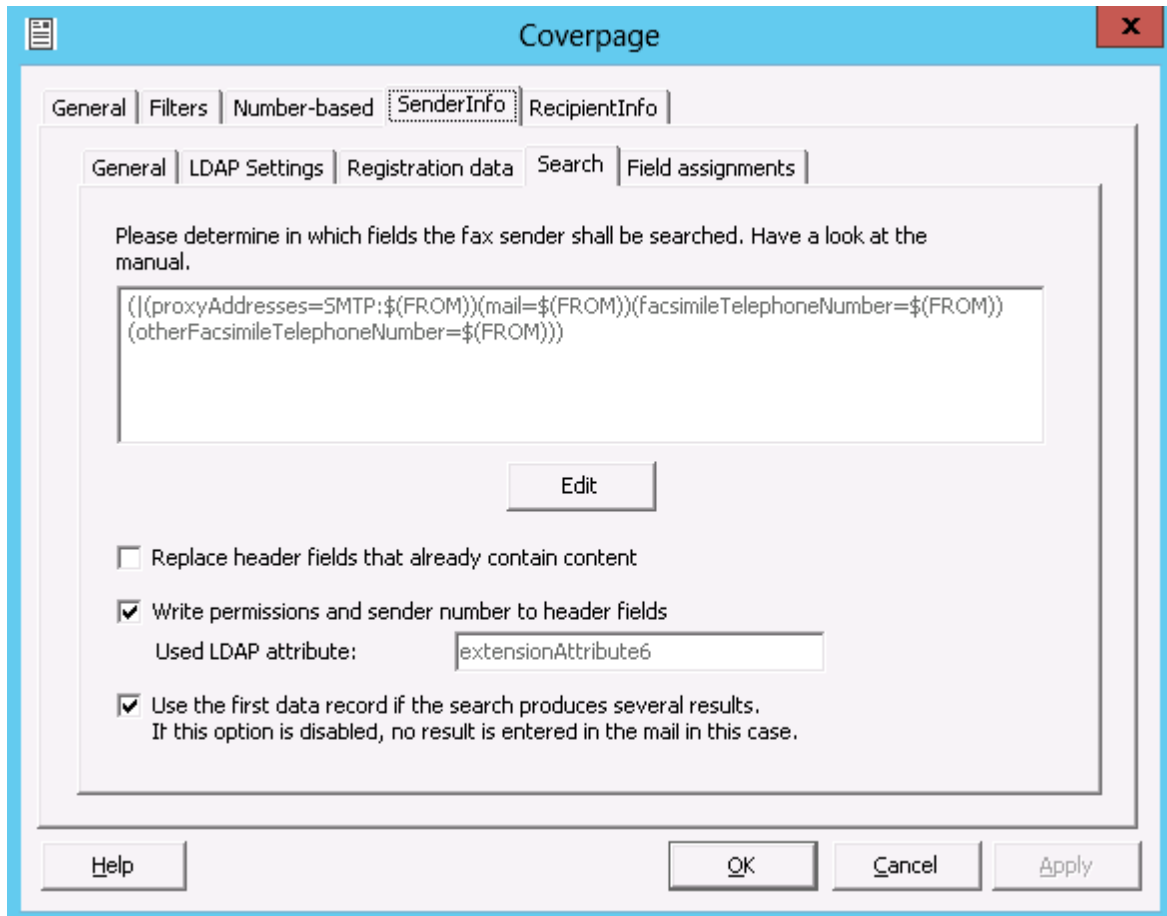 Coverpage
x
General Filters Number-based SenderInfo RecipientInfo
General LDAP Settings Registration data Search Field assignments
Please determine in which fields the fax sender shall be searched. Have a look at the
manual.
(|(proxyAddresses=SMTP:$(FROM))(mail=$(FROM))(facsimileTelephoneNumber=$(FROM))
(otherFacsimileTelephoneNumber=$(FROM)))
Edit
Replace header fields that already contain content
Write permissions and sender number to header fields
Used LDAP attribute: extensionAttribute6
Use the first data record if the search produces several results.
If this option is disabled, no result is entered in the mail in this case.
Help OK Cancel Apply